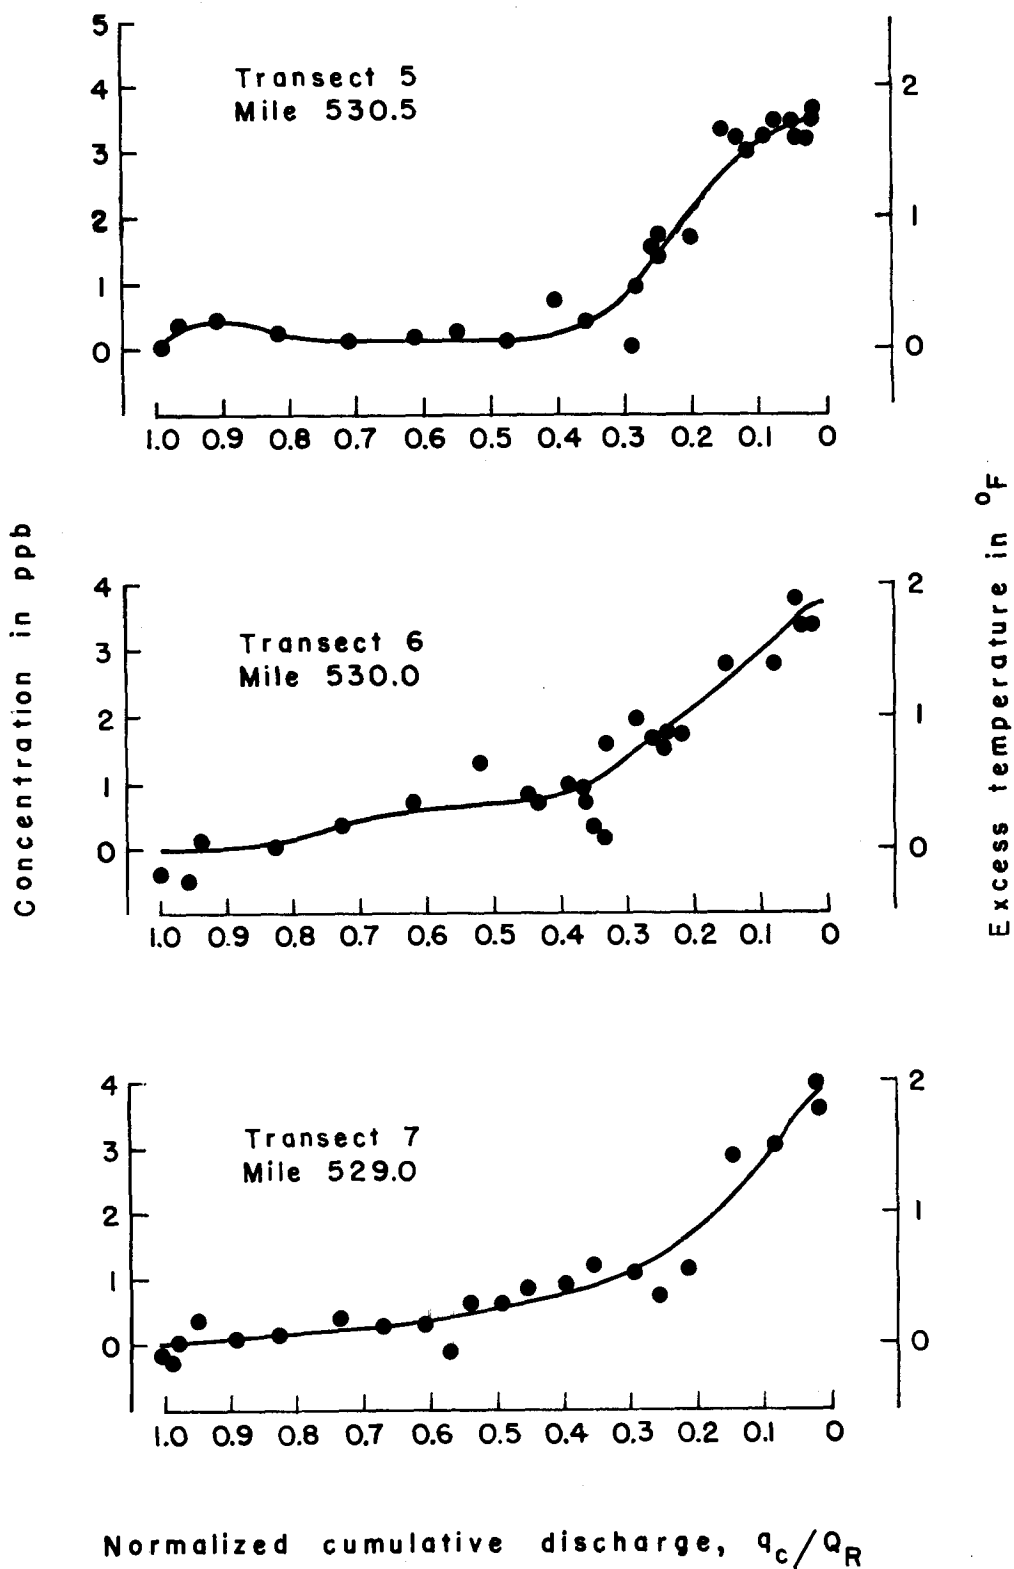 5
Transect 5
Mile 530.5
4
3
2
1
0
2
1
0
1.0 0.9 0.8 0.7 0.6 0.5 0.4 0.3 0.2 0.1 0
Concentration in ppb
Excess temperature in °F
4
Transect 6
Mile 530.0
3
2
1
0
2
1
0
1.0 0.9 0.8 0.7 0.6 0.5 0.4 0.3 0.2 0.1 0
4
Transect 7
Mile 529.0
3
2
1
0
2
1
0
1.0 0.9 0.8 0.7 0.6 0.5 0.4 0.3 0.2 0.1 0
Normalized cumulative discharge, qc/QR